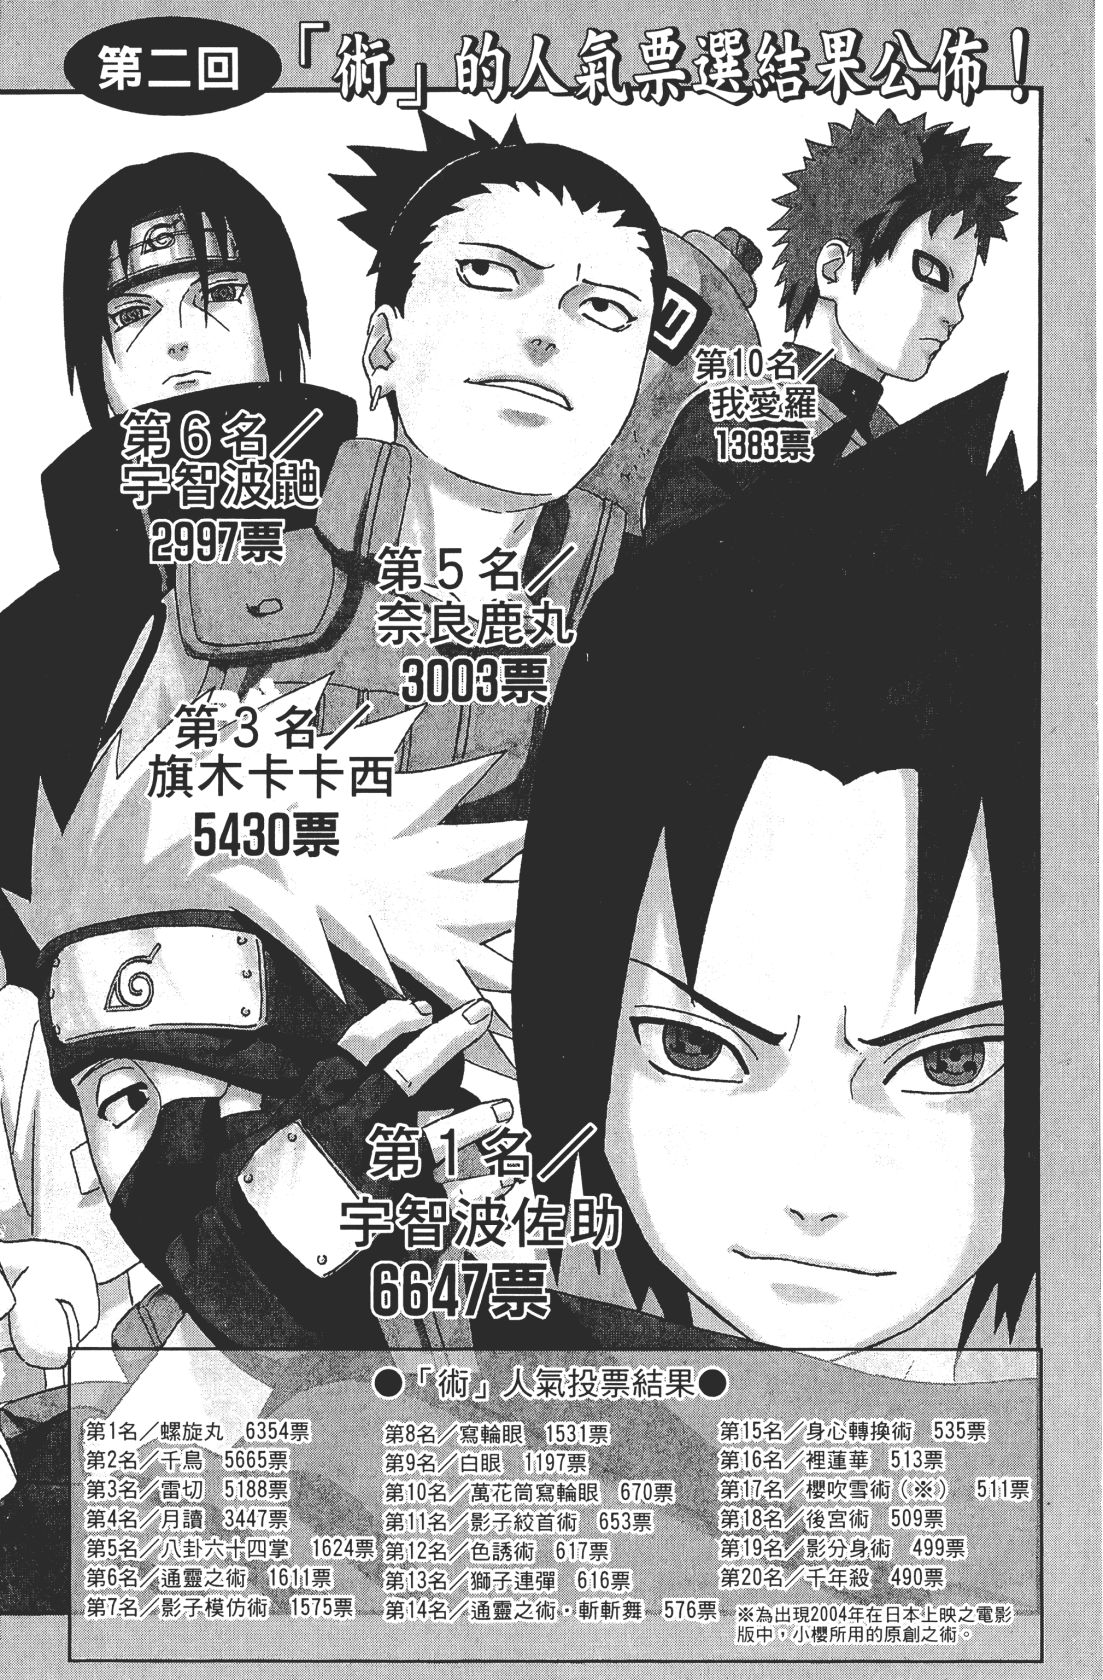 第二回
「術」的人氣票選結果公佈！
第10名／
我愛羅
1383票
第6名／
宇智波鼬
2997票
第5名／
奈良鹿丸
3003票
第3名／
旗木卡卡西
5430票
第1名／
宇智波佐助
6647票
●「術」人氣投票結果●
第1名／螺旋丸 6354票
第2名／千鳥 5665票
第3名／雷切 5188票
第4名／月讀 3447票
第5名／八卦六十四掌 1624票
第6名／通靈之術 1611票
第7名／影子模仿術 1575票
第8名／寫輪眼 1531票
第9名／白眼 1197票
第10名／萬花筒寫輪眼 670票
第11名／影子絞首術 653票
第12名／色誘術 617票
第13名／獅子連彈 616票
第14名／通靈之術・斬斬舞 576票
第15名／身心轉換術 535票
第16名／裡蓮華 513票
第17名／櫻吹雪術（※） 511票
第18名／後宮術 509票
第19名／影分身術 499票
第20名／千年殺 490票
※為出現2004年在日本上映之電影
版中，小櫻所用的原創之術。